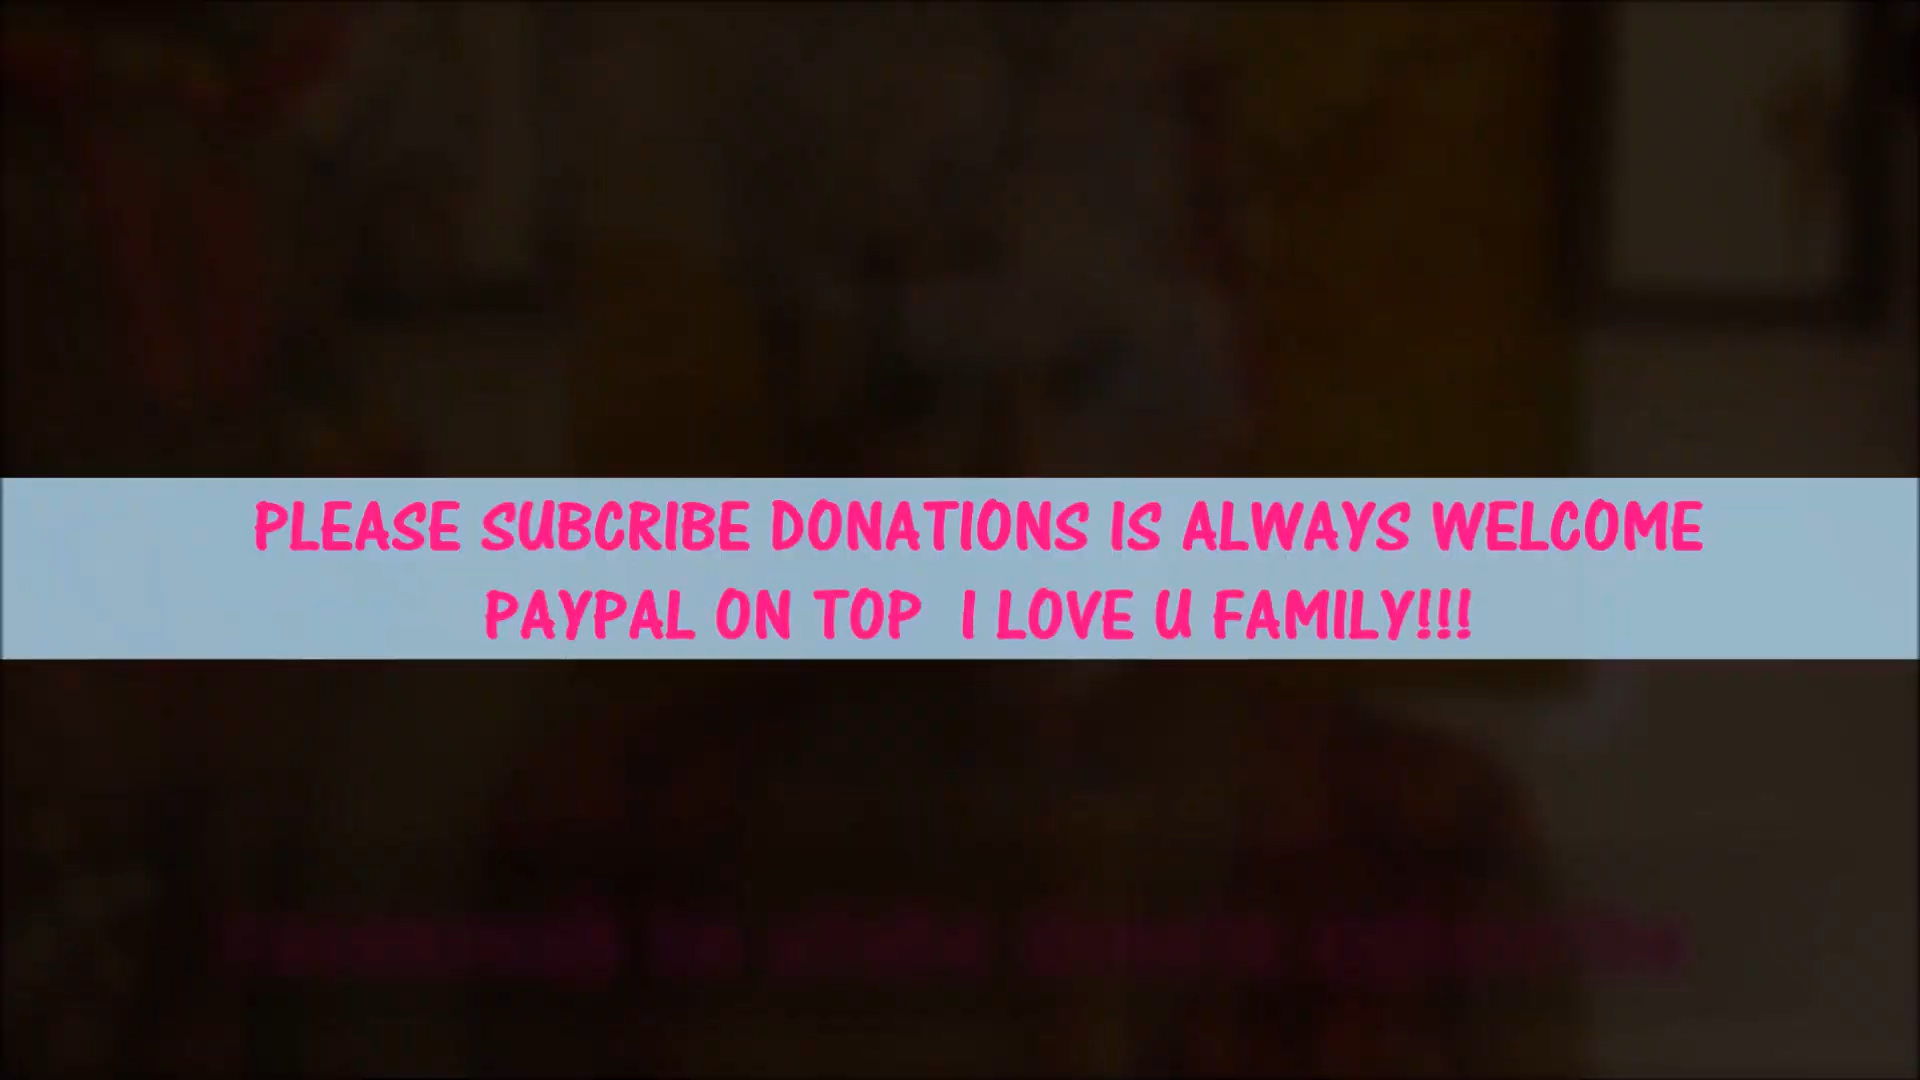 PLEASE SUBCRIBE DONATIONS IS ALWAYS WELCOME
PAYPAL ON TOP  I LOVE U FAMILY!!!